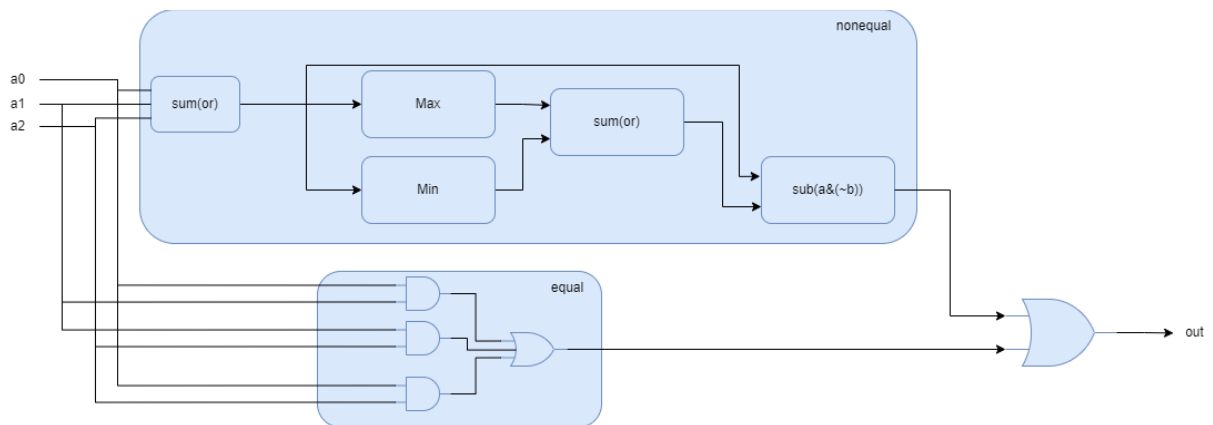 nonequal
a0
a1
a2
sum(or)
Max
sum(or)
Min
sub(a&(~b))
equal
out